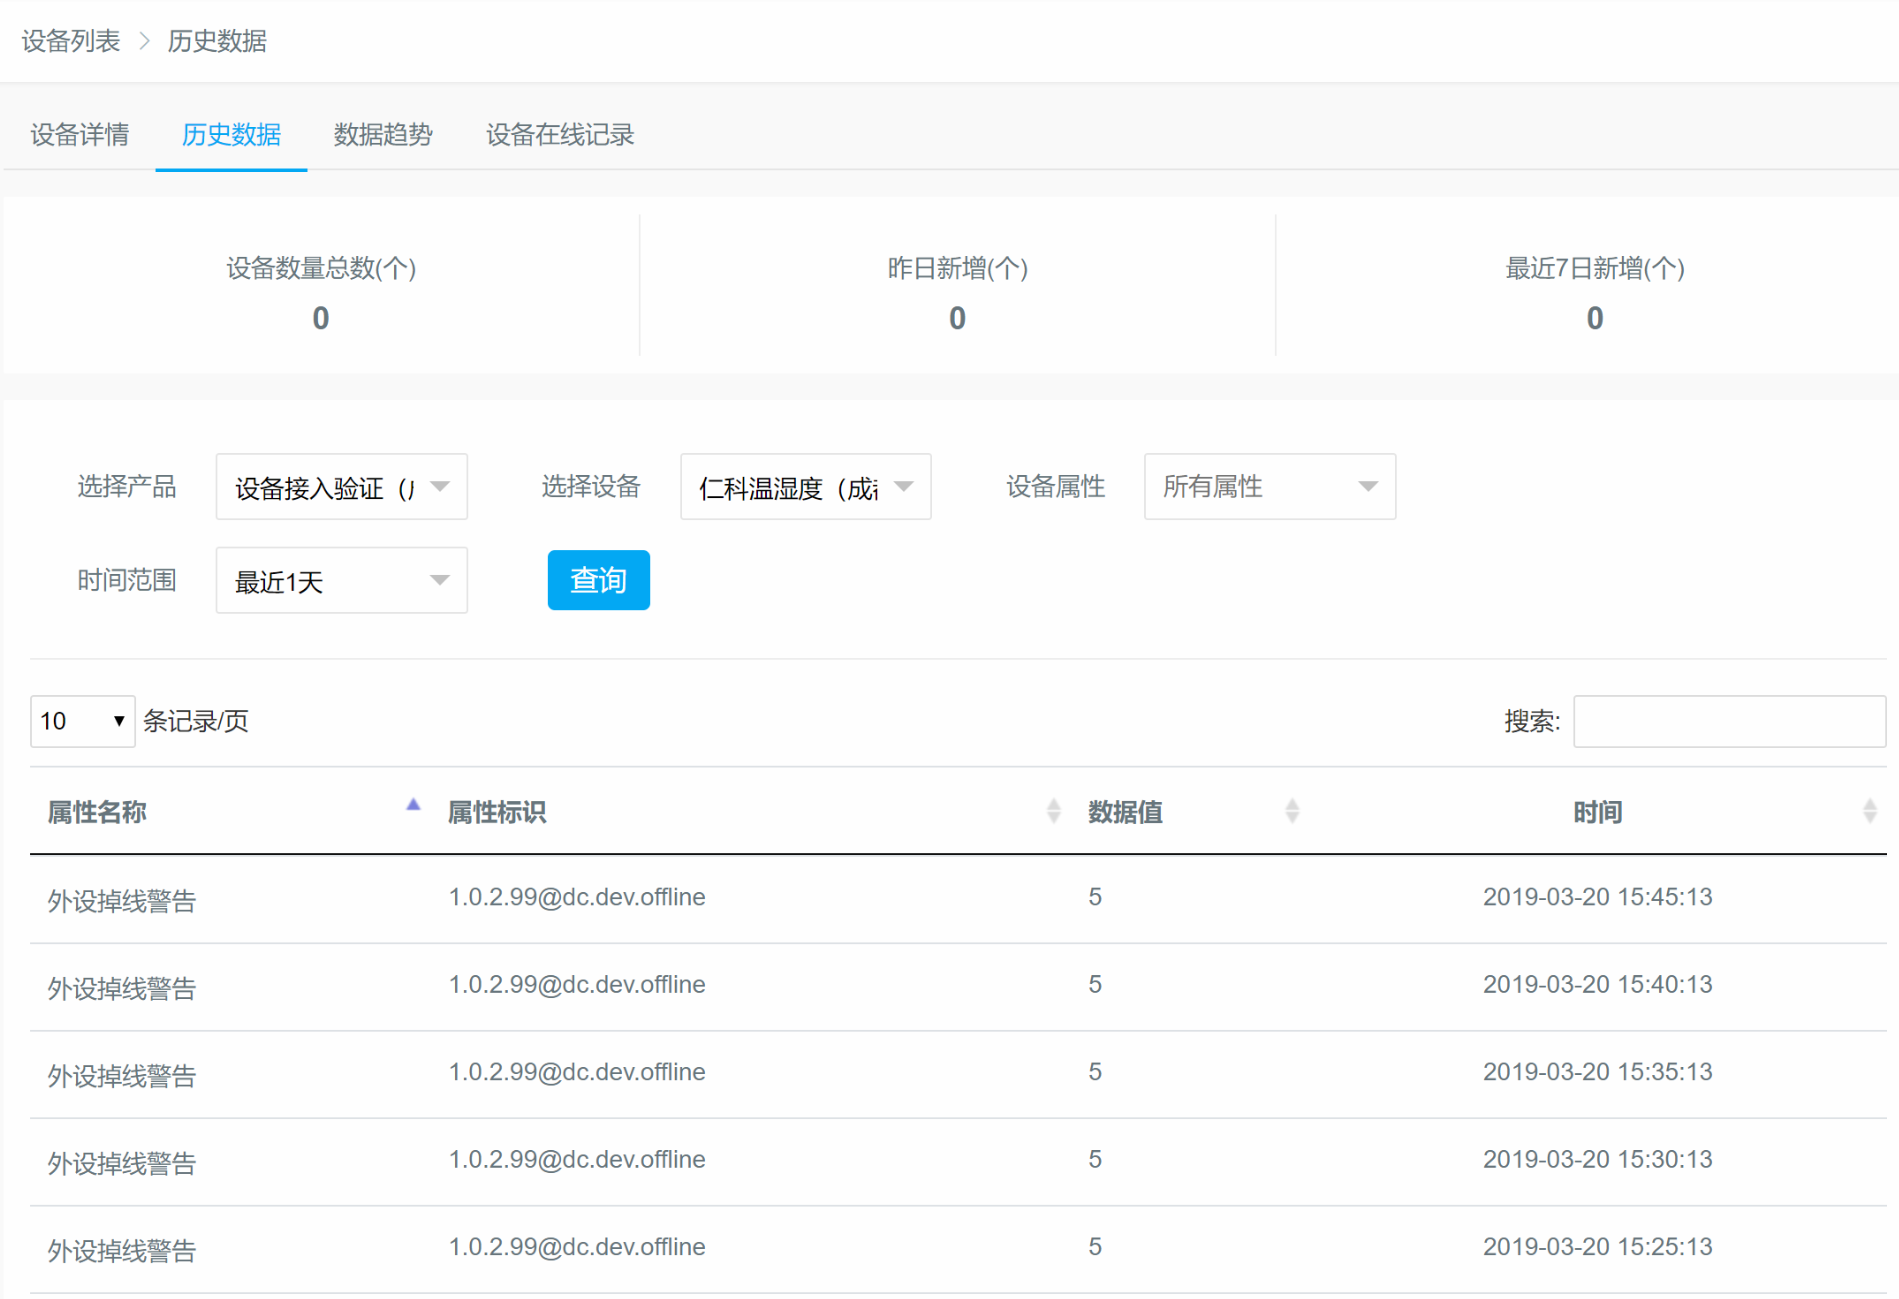 设备列表 > 历史数据
设备详情 历史数据 数据趋势 设备在线记录
设备数量总数(个) 昨日新增(个) 最近7日新增(个)
0 0 0
选择产品 设备接入验证（ 选择设备 仁科温湿度（成 设备属性 所有属性
时间范围 最近1天 查询
10 条记录/页 搜索:
属性名称 属性标识 数据值 时间
外设掉线警告 1.0.2.99@dc.dev.offline 5 2019-03-20 15:45:13
外设掉线警告 1.0.2.99@dc.dev.offline 5 2019-03-20 15:40:13
外设掉线警告 1.0.2.99@dc.dev.offline 5 2019-03-20 15:35:13
外设掉线警告 1.0.2.99@dc.dev.offline 5 2019-03-20 15:30:13
外设掉线警告 1.0.2.99@dc.dev.offline 5 2019-03-20 15:25:13